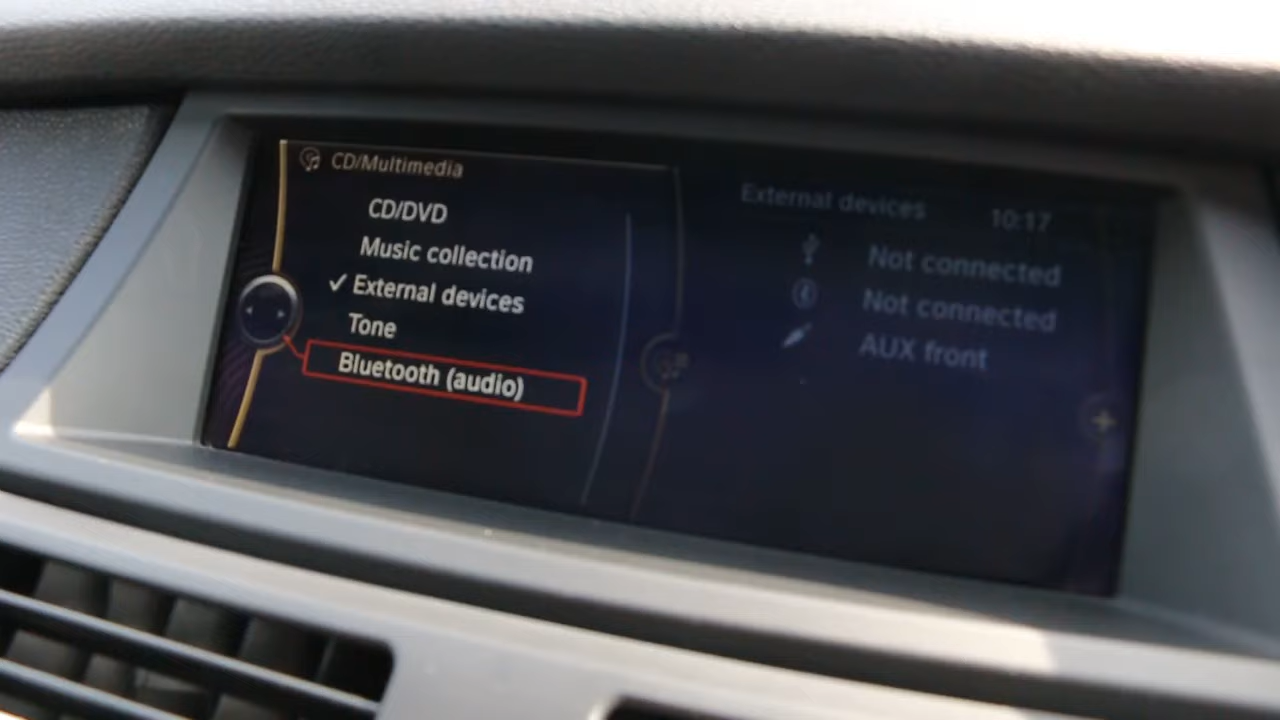 CD/Multimedia
CD/DVD
Music collection
✓ External devices
Tone
Bluetooth (audio)
External devices 10:17
Not connected
Not connected
AUX front